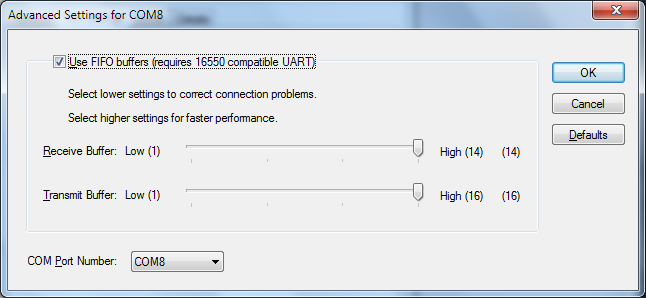 Advanced Settings for COM8
Use FIFO buffers (requires 16550 compatible UART)
OK
Select lower settings to correct connection problems.
Cancel
Select higher settings for faster performance.
Defaults
Receive Buffer: Low (1) High (14) (14)
Transmit Buffer: Low (1) High (16) (16)
COM Port Number: COM8